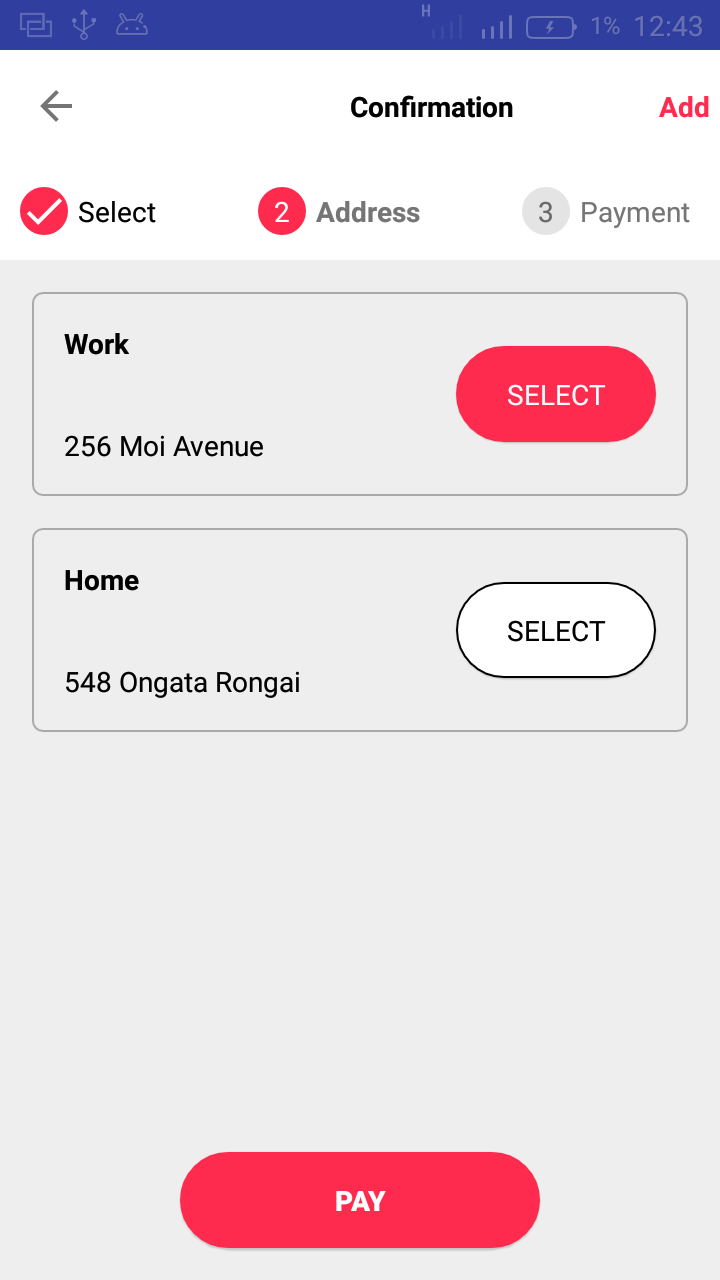 H 1% 12:43
Confirmation Add
Select 2 Address 3 Payment
Work
SELECT
256 Moi Avenue
Home
SELECT
548 Ongata Rongai
PAY